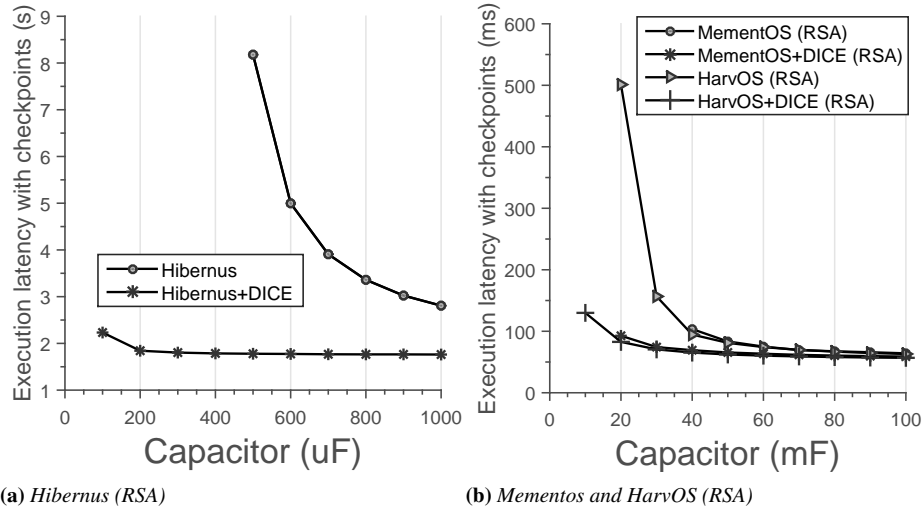 Execution latency with checkpoints (s)
9
8
7
6
5
4
3
2
1
0
200
400
600
800
1000
Hibernus
Hibernus+DICE
Capacitor (uF)
(a) Hibernus (RSA)
Execution latency with checkpoints (ms)
600
500
400
300
200
100
0
0
20
40
60
80
100
MementOS (RSA)
MementOS+DICE (RSA)
HarvOS (RSA)
HarvOS+DICE (RSA)
Capacitor (mF)
(b) Mementos and HarvOS (RSA)